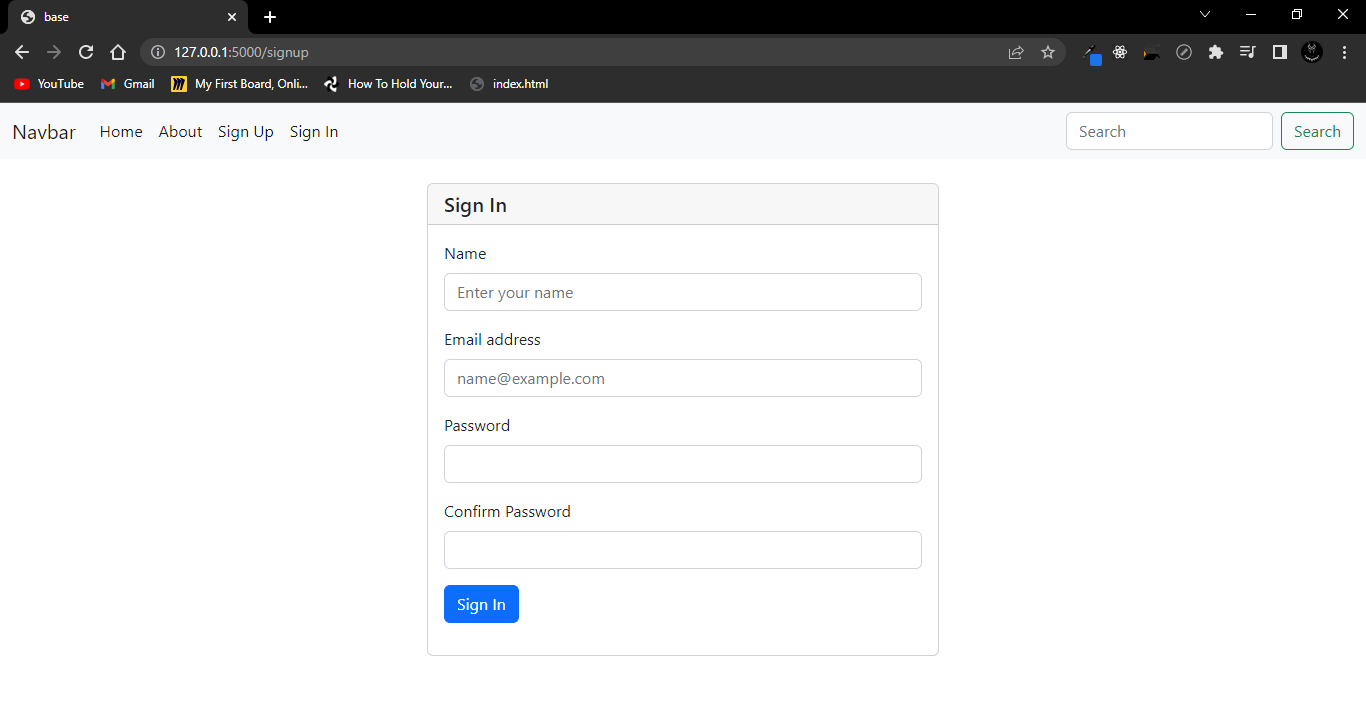 base
127.0.0.1:5000/signup
YouTube Gmail My First Board, Onli... How To Hold Your... index.html
Navbar Home About Sign Up Sign In Search Search
Sign In
Name
Enter your name
Email address
name@example.com
Password
Confirm Password
Sign In